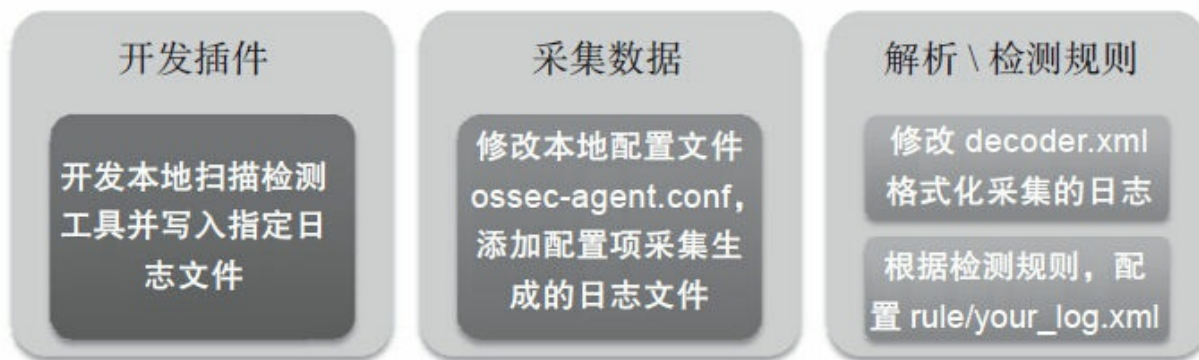 开发插件
开发本地扫描检测
工具并写入指定日
志文件
采集数据
修改本地配置文件
ossec-agent.conf，
添加配置项采集生
成的日志文件
解析 \ 检测规则
修改 decoder.xml
格式化采集的日志
根据检测规则，配
置 rule/your_log.xml